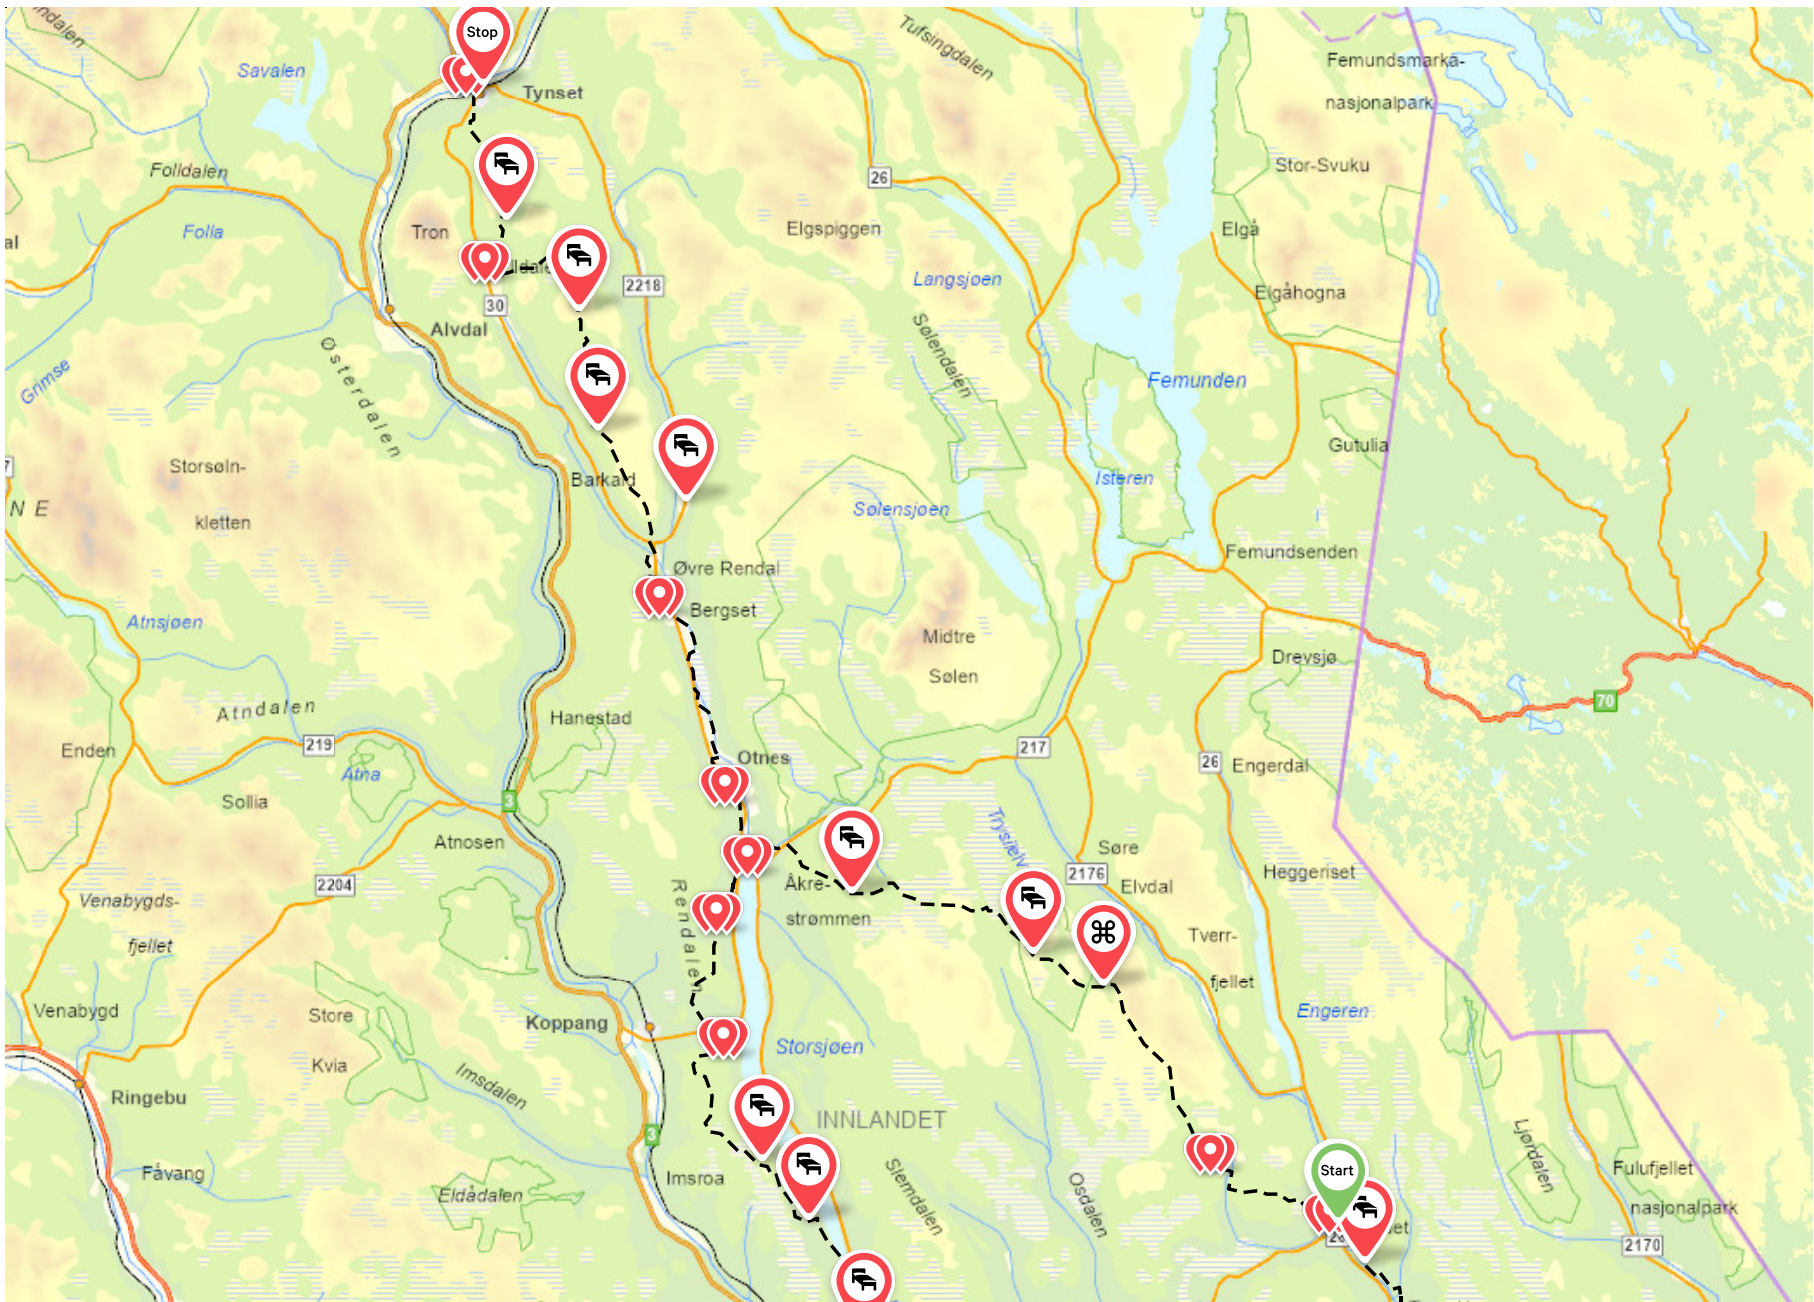 Stop
Tufsingdalen
Femundsmarka-
nasjonalpark
Savalen
Tynset
Folldalen
26
Stor-Svuku
Tron
Folla
Elgspiggen
Elgå
Langsjøen
2218
30
Elgåhogna
Alvdal
Østerdalen
Sølendalen
Grimse
Femunden
Gutulia
Storsøln-
kletten
Barkald
Isteren
Sølensjøen
NE
Femundsenden
Øvre Rendal
Bergset
Atnsjøen
Midtre
Sølen
Drevsjø
70
Atndalen
Hanestad
Enden
219
Atna
Otnes
217
26
Engerdal
Sollia
3
Atnosen
Trysilelv
Søre
Elvdal
2176
Heggeriset
2204
Åkre-
strømmen
Rendalen
Venabygds-
fjellet
Tverr-
fjellet
Venabygd
Store
Kvia
Koppang
Engeren
Storsjøen
Imsdalen
Ringebu
INNLANDET
3
Fåvang
Imsroa
Eldådalen
Slemdalen
Osdalen
Start
Ljørdalen
Fulufjellet
nasjonalpark
2170